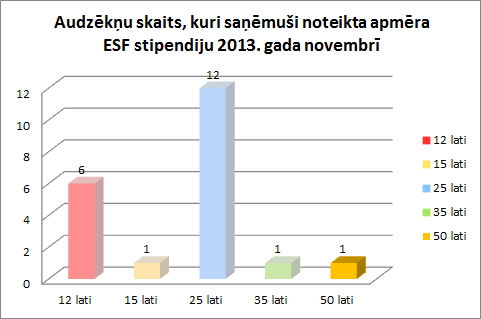 Audzēkņu skaits, kuri saņēmuši noteikta apmēra
ESF stipendiju 2013. gada novembrī
12
10
8
6
4
2
0
6
1
12
1
1
12 lati
15 lati
25 lati
35 lati
50 lati
12 lati
15 lati
25 lati
35 lati
50 lati